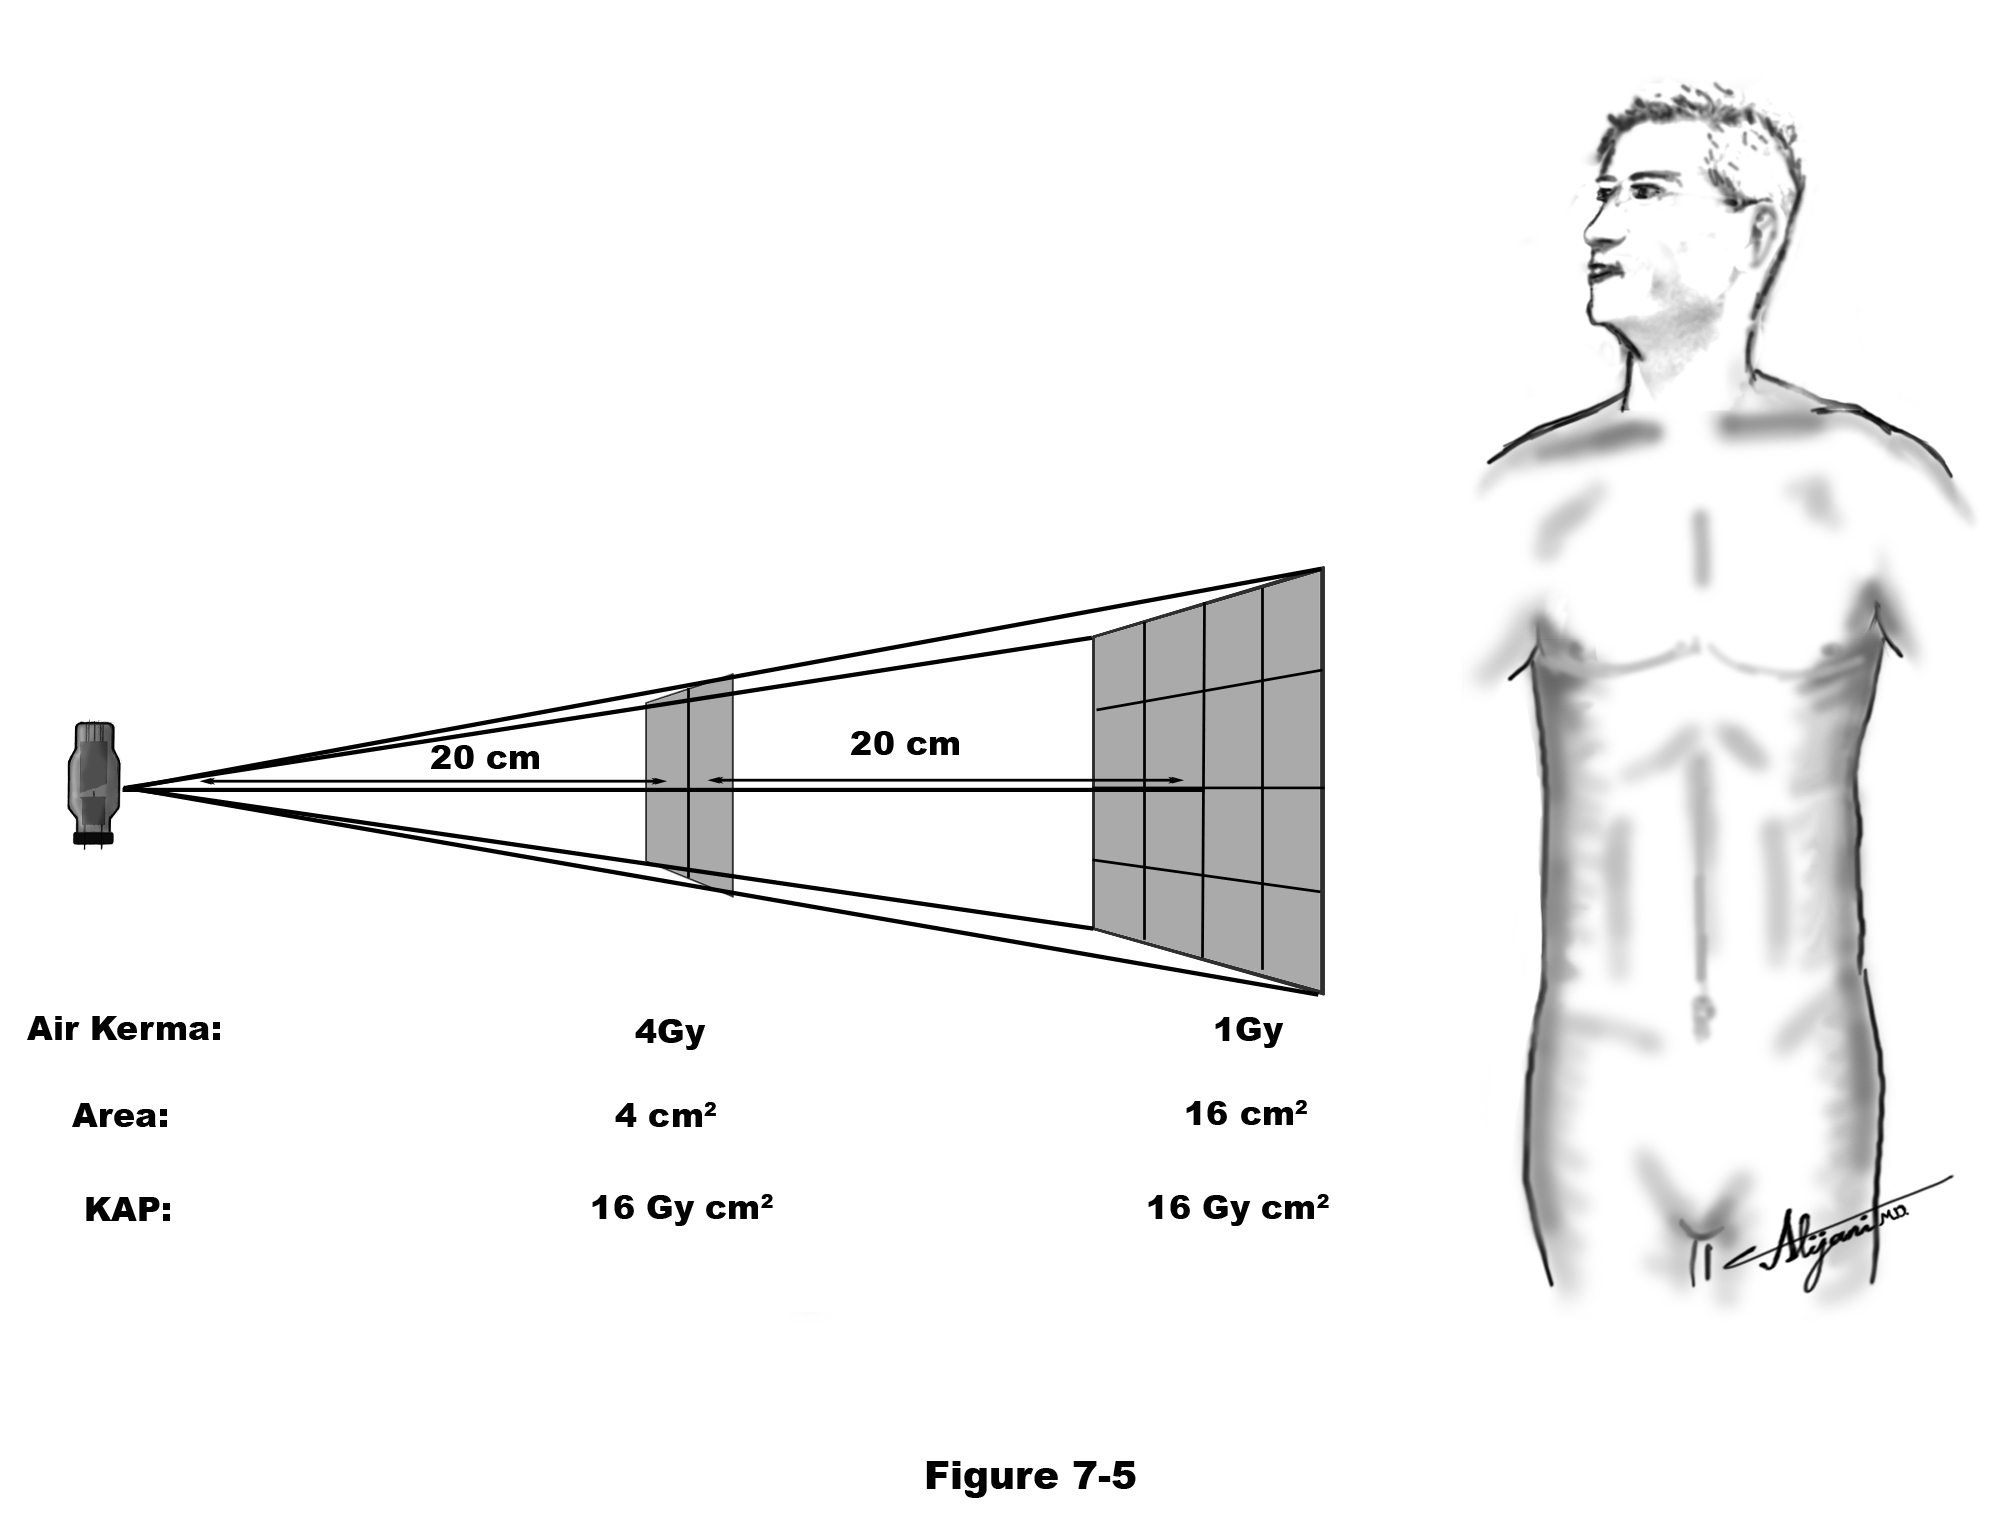 20 cm
20 cm
Air Kerma: 4Gy 1Gy
Area: 4 cm² 16 cm²
KAP: 16 Gy cm² 16 Gy cm²
Alijani M.D.
Figure 7-5